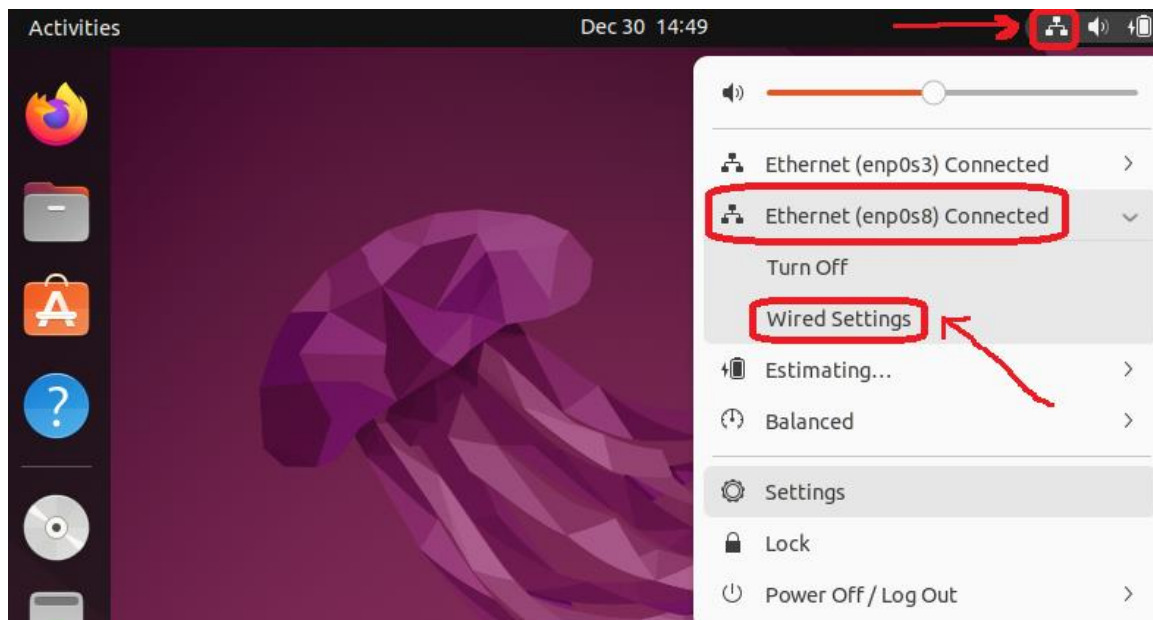 Activities
Dec 30 14:49
Ethernet (enp0s3) Connected
Ethernet (enp0s8) Connected
Turn Off
Wired Settings
Estimating...
Balanced
Settings
Lock
Power Off / Log Out